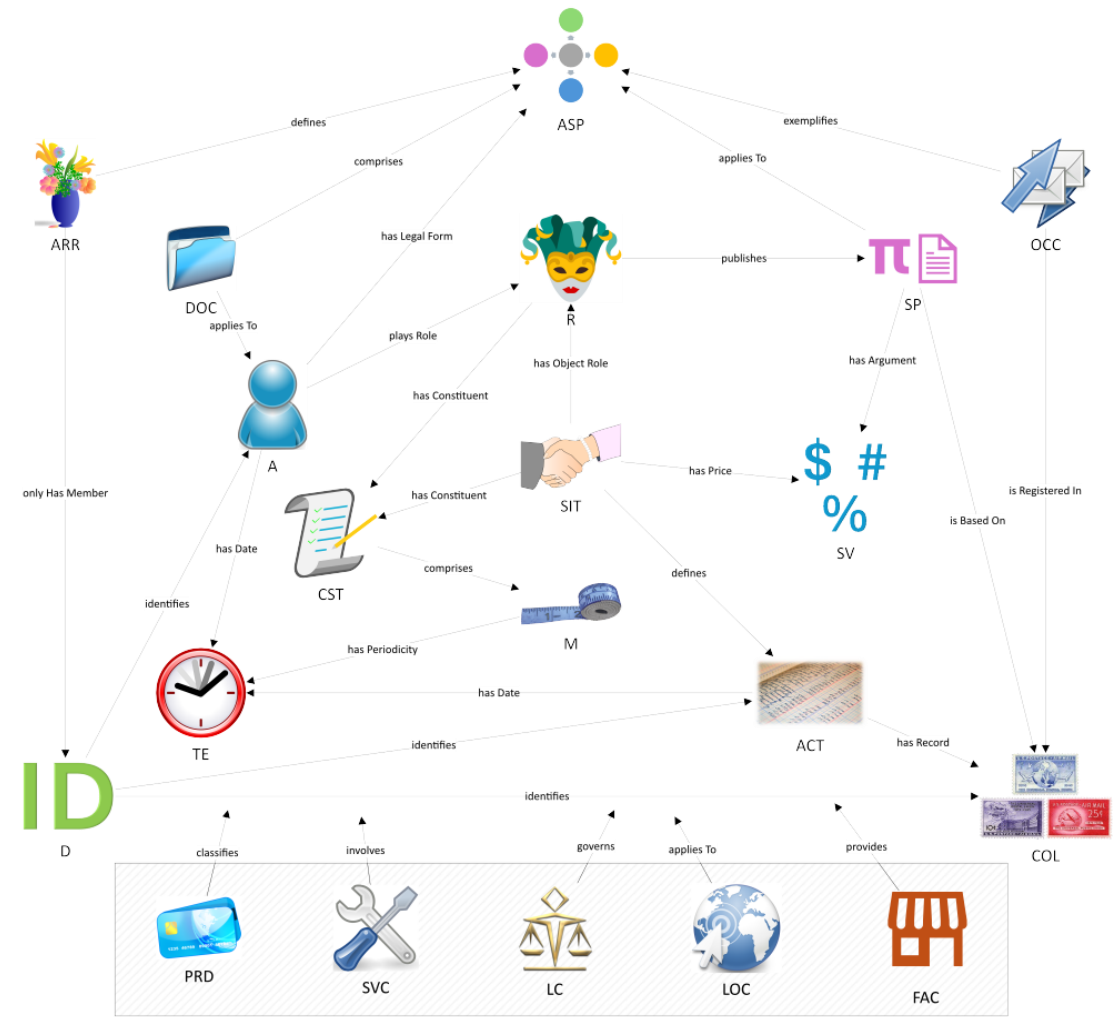 ASP
defines
exemplifies
comprises
applies To
ARR
has Legal Form
OCC
DOC
publishes
π
SP
R
applies To
plays Role
has Object Role
has Argument
has Constituent
A
$ #
%
SV
has Price
only Has Member
has Constituent
SIT
is Registered In
is Based On
has Date
CST
comprises
defines
identifies
M
has Periodicity
TE
has Date
identifies
ACT
has Record
ID
D
identifies
COL
classifies
involves
governs
applies To
provides
PRD
SVC
LC
LOC
FAC